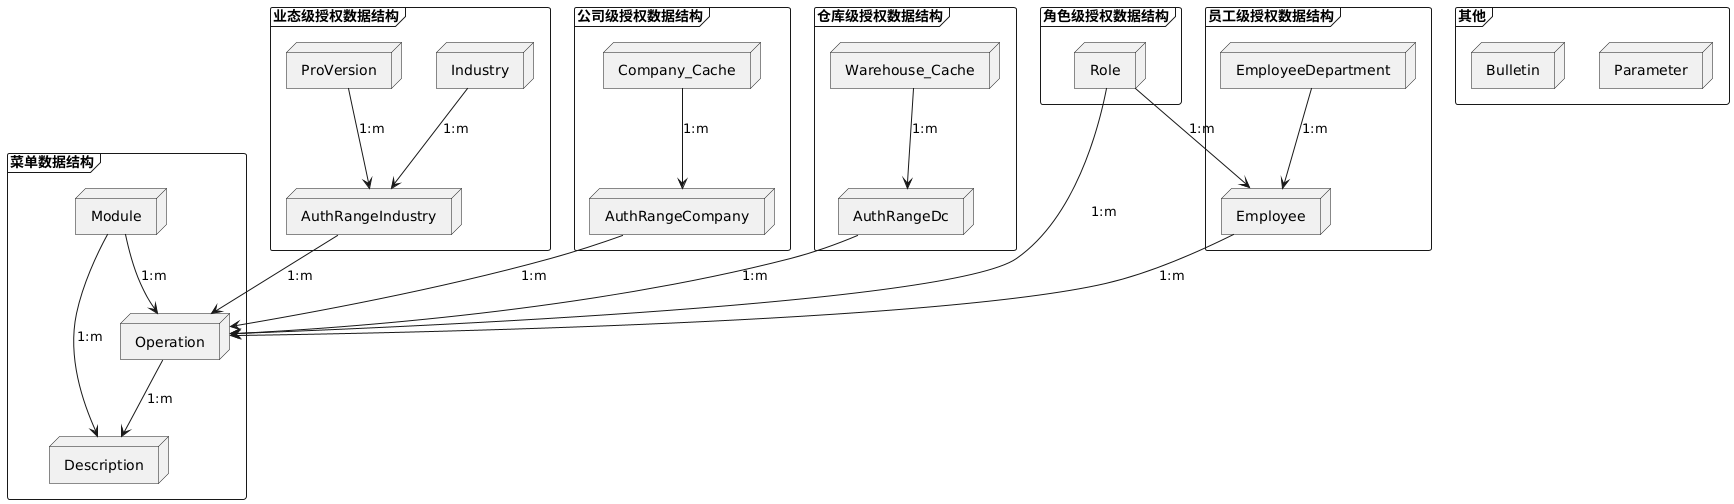 业态级授权数据结构
公司级授权数据结构
仓库级授权数据结构
角色级授权数据结构
员工级授权数据结构
其他
ProVersion
Industry
Company_Cache
Warehouse_Cache
Role
EmployeeDepartment
Bulletin
Parameter
1:m
1:m
1:m
1:m
1:m
1:m
菜单数据结构
Module
AuthRangeIndustry
AuthRangeCompany
AuthRangeDc
1:m
Employee
1:m
1:m
1:m
1:m
1:m
1:m
Operation
1:m
Description